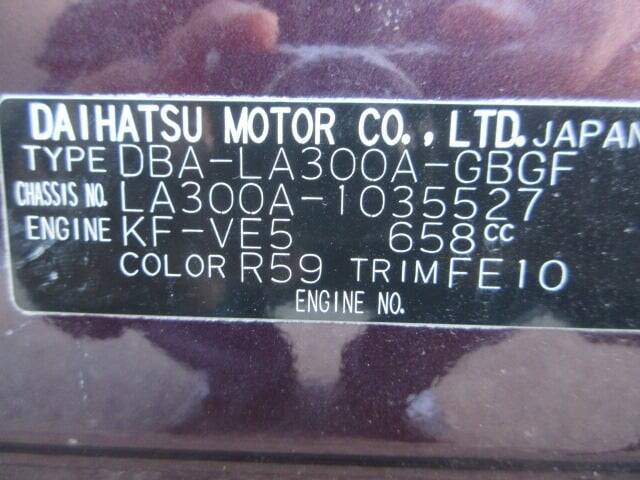 DAIHATSU MOTOR CO., LTD. JAPAN
TYPE DBA-LA300A-GBGF
CHASSIS NO. LA300A-1035527
ENGINE KF-VE5 658CC
COLOR R59 TRIM FE10
ENGINE NO.